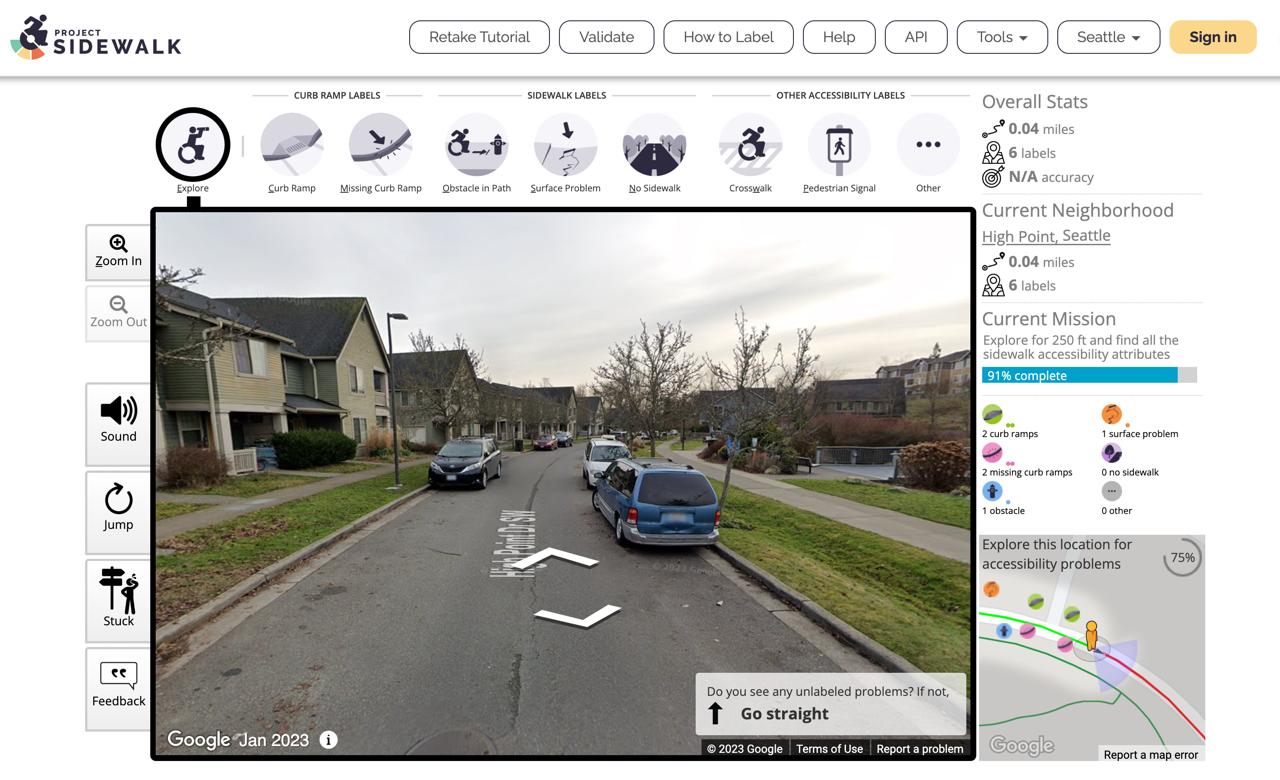 PROJECT
SIDEWALK
Retake Tutorial
Validate
How to Label
Help
API
Tools
Seattle
Sign in
CURB RAMP LABELS
SIDEWALK LABELS
OTHER ACCESSIBILITY LABELS
Explore
Curb Ramp
Missing Curb Ramp
Obstacle in Path
Surface Problem
No Sidewalk
Crosswalk
Pedestrian Signal
Other
Zoom In
Zoom Out
Sound
Jump
Stuck
Feedback
High Point Dr SW
© 2023 Google
Do you see any unlabeled problems? If not,
Go straight
Google Jan 2023
© 2023 Google
Terms of Use
Report a problem
Overall Stats
0.04 miles
6 labels
N/A accuracy
Current Neighborhood
High Point, Seattle
0.04 miles
6 labels
Current Mission
Explore for 250 ft and find all the
sidewalk accessibility attributes
91% complete
2 curb ramps
1 surface problem
2 missing curb ramps
0 no sidewalk
1 obstacle
0 other
Explore this location for
accessibility problems
75%
Google
Report a map error